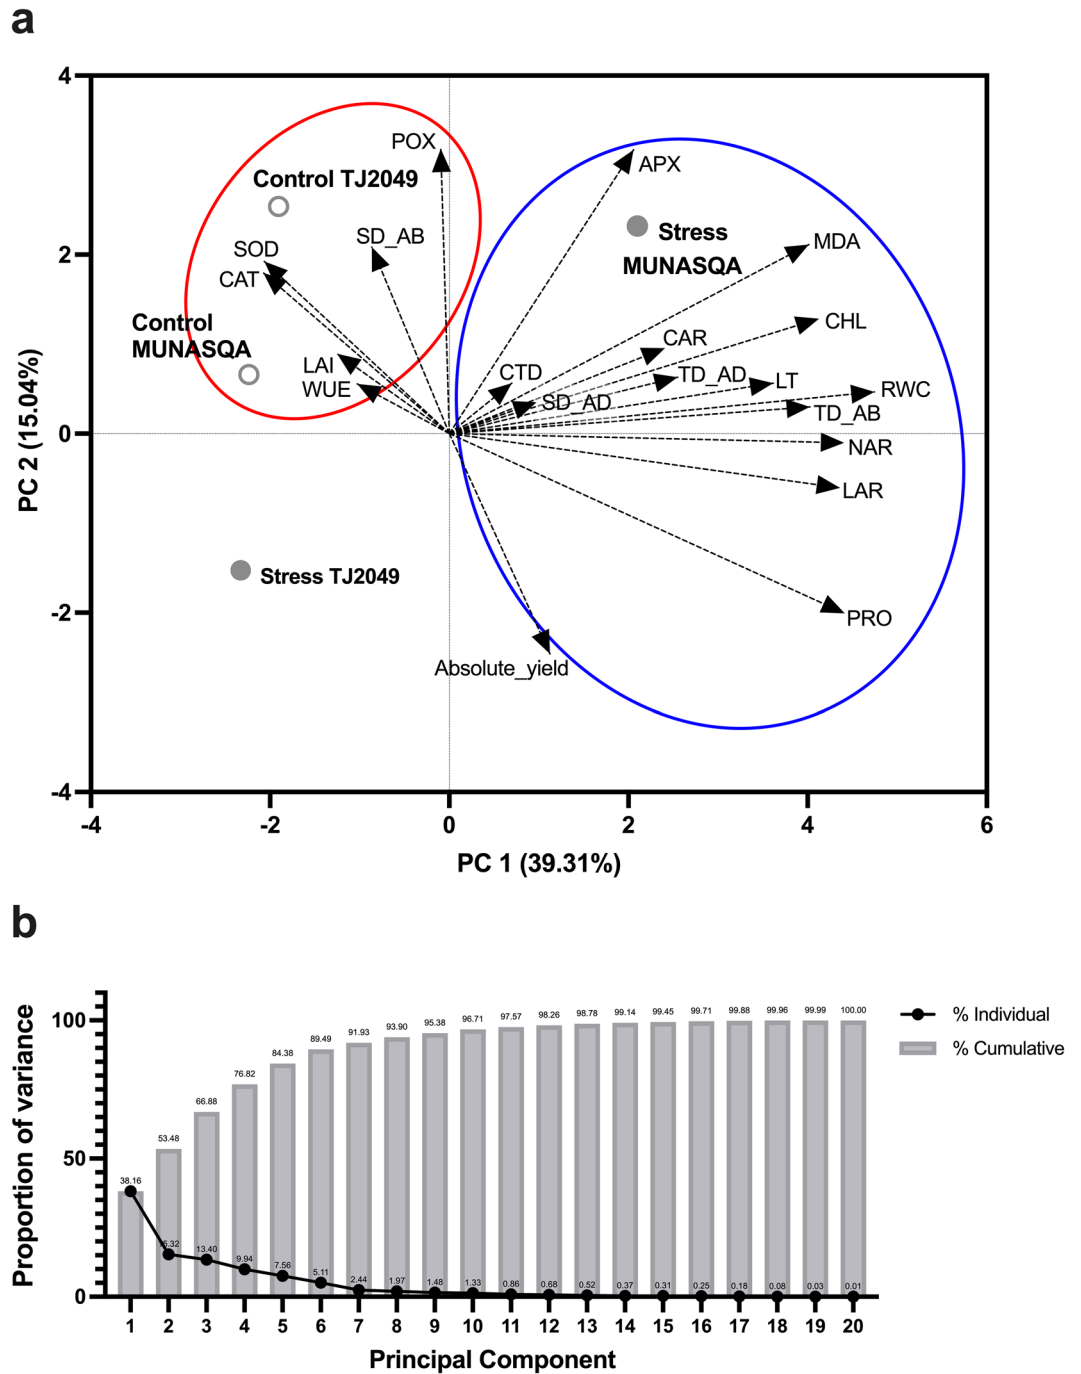 a
4
2
0
-2
-4
-4
-2
0
2
4
6
PC 2 (15.04%)
PC 1 (39.31%)
POX
Control TJ2049
SD_AB
SOD
CAT
Control
MUNASQA
LAI
WUE
APX
Stress
MUNASQA
MDA
CHL
CAR
CTD
TD_AD
LT
RWC
SD_AD
TD_AB
NAR
LAR
PRO
Stress TJ2049
Absolute_yield
b
Proportion of variance
100
50
0
38.16
53.48
66.88
76.82
84.38
89.49
91.93
93.90
95.38
96.71
97.57
98.26
98.78
99.14
99.45
99.71
99.88
99.96
99.99
100.00
13.40
9.94
7.56
5.11
2.44
1.97
1.48
1.33
0.86
0.68
0.52
0.37
0.31
0.25
0.18
0.08
0.03
0.01
1
2
3
4
5
6
7
8
9
10
11
12
13
14
15
16
17
18
19
20
Principal Component
% Individual
% Cumulative